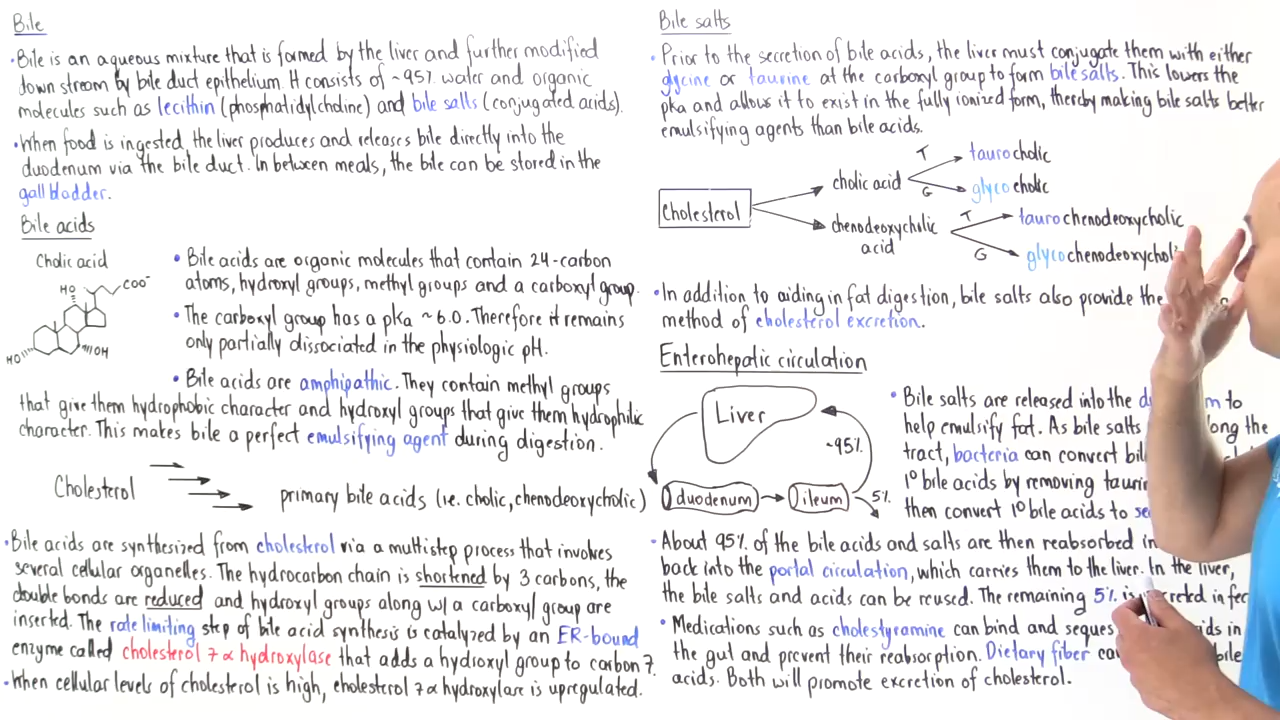 Bile
• Bile is an aqueous mixture that is formed by the liver and further modified
down stream by bile duct epithelium. It consists of ~95% water and organic
molecules such as lecithin (phosphatidylcholine) and bile salts (conjugated acids).
• When food is ingested, the liver produces and releases bile directly into the
duodenum via the bile duct. In between meals, the bile can be stored in the
gall bladder.
Bile acids
Cholic acid
HO
COO⁻
HO
OH
• Bile acids are organic molecules that contain 24-carbon
atoms, hydroxyl groups, methyl groups and a carboxyl group.
• The carboxyl group has a pka ~6.0. Therefore it remains
only partially dissociated in the physiologic pH.
• Bile acids are amphipathic. They contain methyl groups
that give them hydrophobic character and hydroxyl groups that give them hydrophilic
character. This makes bile a perfect emulsifying agent during digestion.
Cholesterol
primary bile acids (ie. cholic, chenodeoxycholic)
• Bile acids are synthesized from cholesterol via a multistep process that involves
several cellular organelles. The hydrocarbon chain is shortened by 3 carbons, the
double bonds are reduced and hydroxyl groups along w/ a carboxyl group are
inserted. The rate limiting step of bile acid synthesis is catalyzed by an ER-bound
enzyme called cholesterol 7α hydroxylase that adds a hydroxyl group to carbon 7.
• When cellular levels of cholesterol is high, cholesterol 7α hydroxylase is upregulated.
Bile salts
• Prior to the secretion of bile acids, the liver must conjugate them with either
glycine or taurine at the carboxyl group to form bile salts. This lowers the
pka and allows it to exist in the fully ionized form, thereby making bile salts better
emulsifying agents than bile acids.
Cholesterol
cholic acid
T
taurocholic
G
glycocholic
chenodeoxycholic
acid
T
taurochenodeoxycholic
G
glycochenodeoxycholi
• In addition to aiding in fat digestion, bile salts also provide the
method of cholesterol excretion.
Enterohepatic circulation
Liver
~95%
duodenum
ileum
5%
• Bile salts are released into the d m to
help emulsify fat. As bile salts long the
tract, bacteria can convert bil
1° bile acids by removing tauri
then convert 1° bile acids to se
• About 95% of the bile acids and salts are then reabsorbed in
back into the portal circulation, which carries them to the liver. In the liver,
the bile salts and acids can be reused. The remaining 5% is excreted in fec
• Medications such as cholestyramine can bind and seques ids in
the gut and prevent their reabsorption. Dietary fiber ca bile
acids. Both will promote excretion of cholesterol.